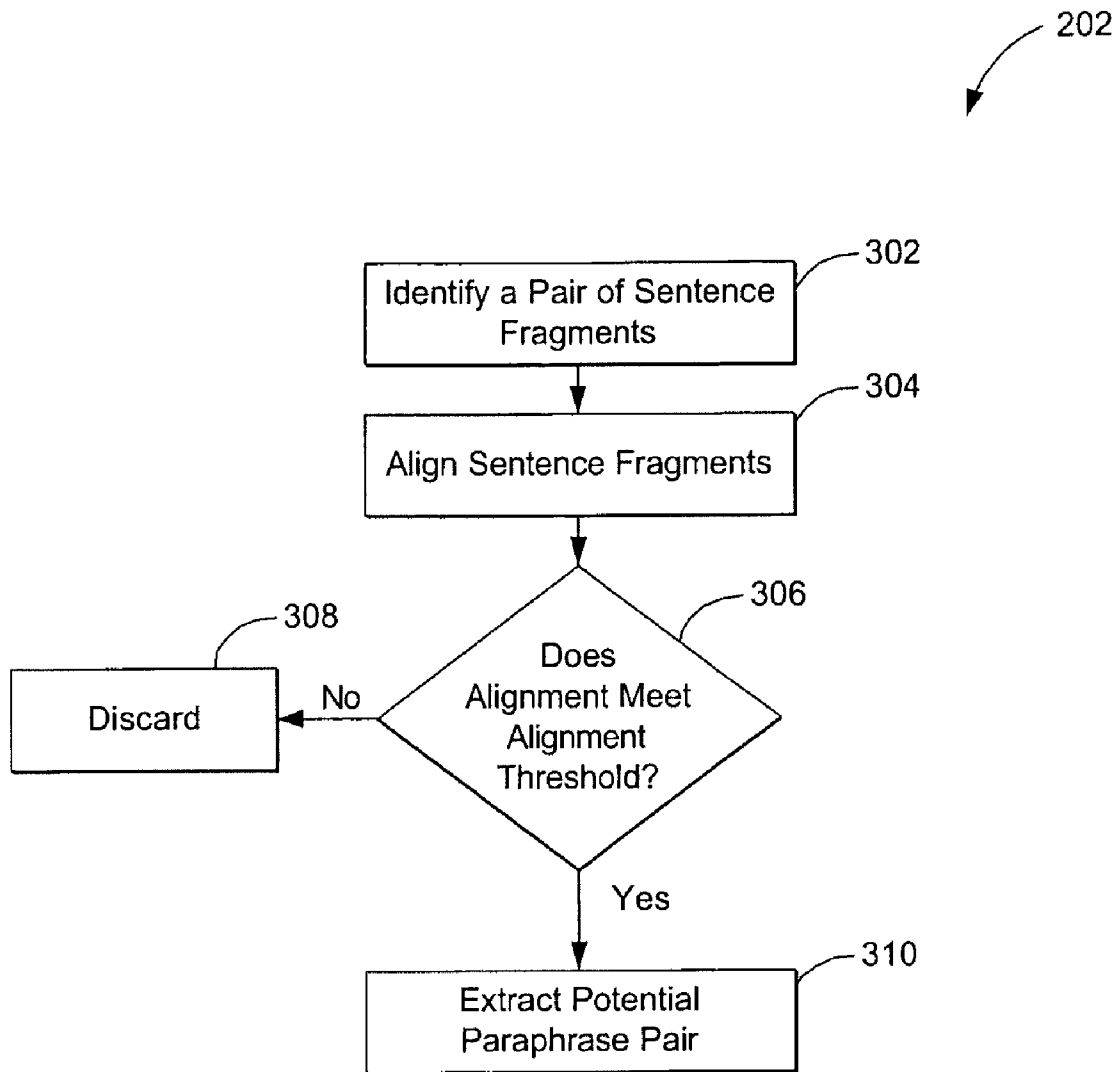 202
302
Identify a Pair of Sentence
Fragments
304
Align Sentence Fragments
306
308
Does
Alignment Meet
Alignment
Threshold?
No
Discard
Yes
310
Extract Potential
Paraphrase Pair